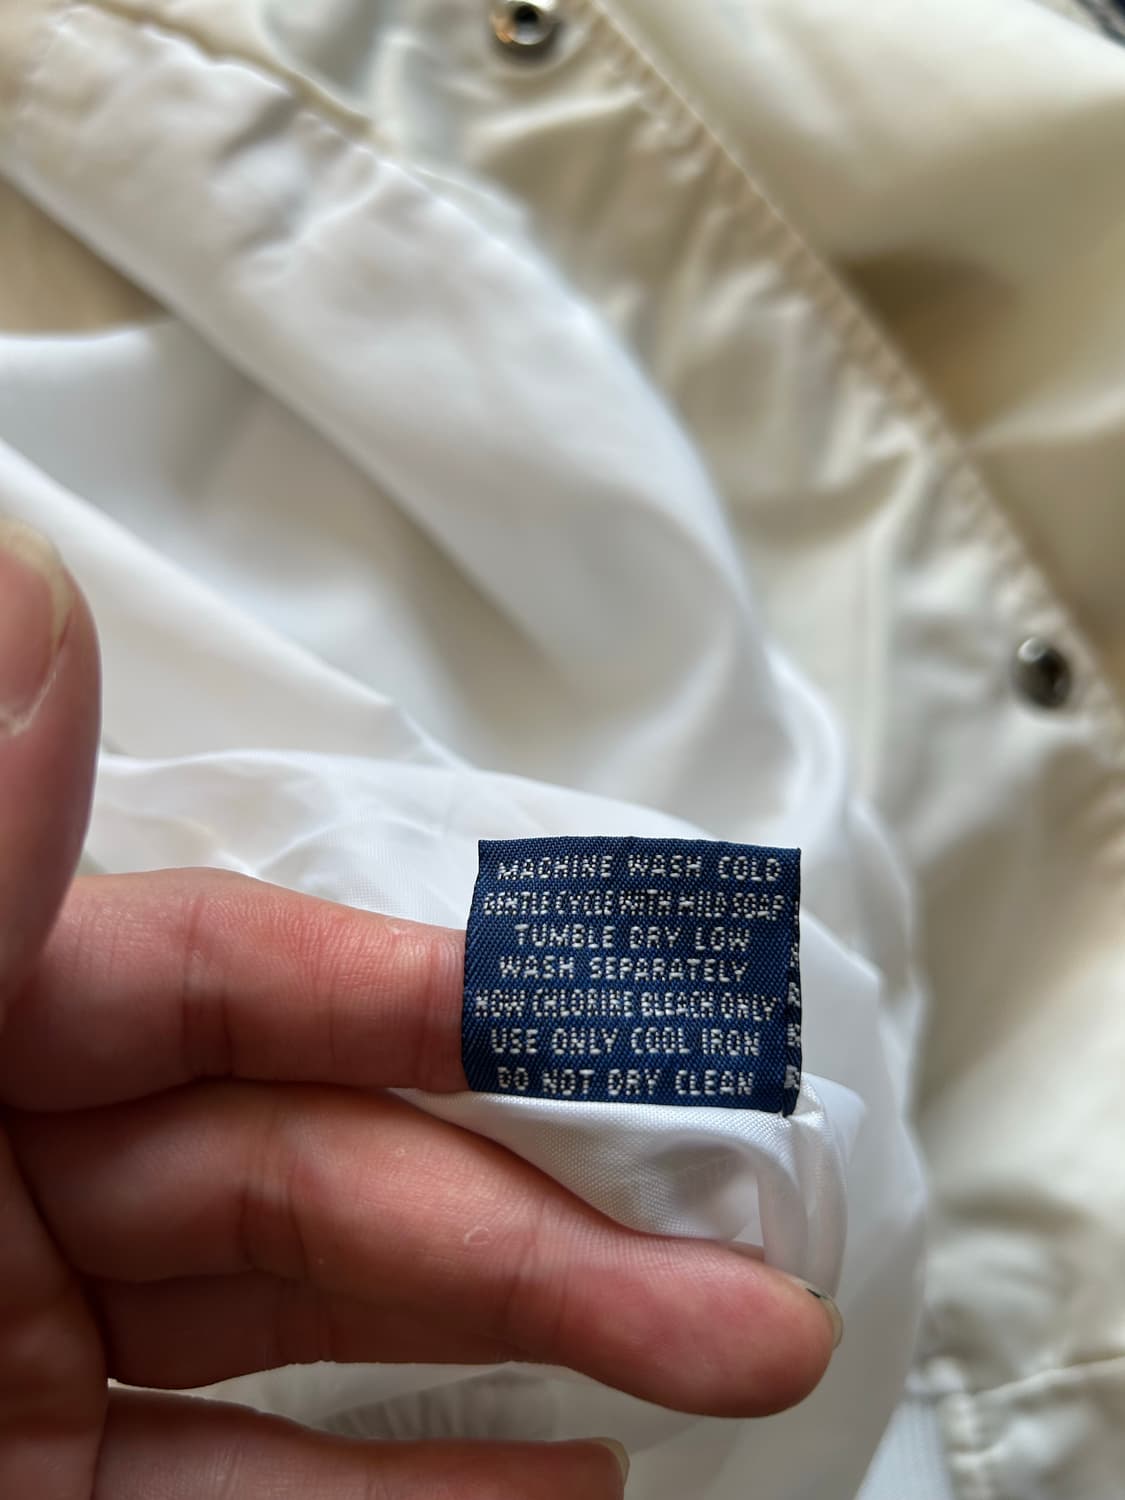 MACHINE WASH COLD
GENTLE CYCLE WITH MILD SOAP
TUMBLE DRY LOW
WASH SEPARATELY
NOW CHLORINE BLEACH ONLY
USE ONLY COOL IRON
DO NOT DRY CLEAN